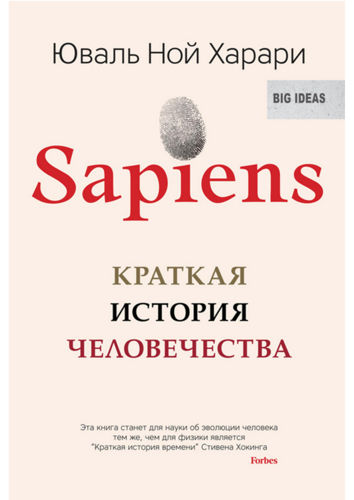 Юваль Ной Харари
BIG IDEAS
Sapiens
КРАТКАЯ
ИСТОРИЯ
ЧЕЛОВЕЧЕСТВА
Эта книга станет для науки об эволюции человека
тем же, чем для физики является
"Краткая история времени" Стивена Хокинга
Forbes